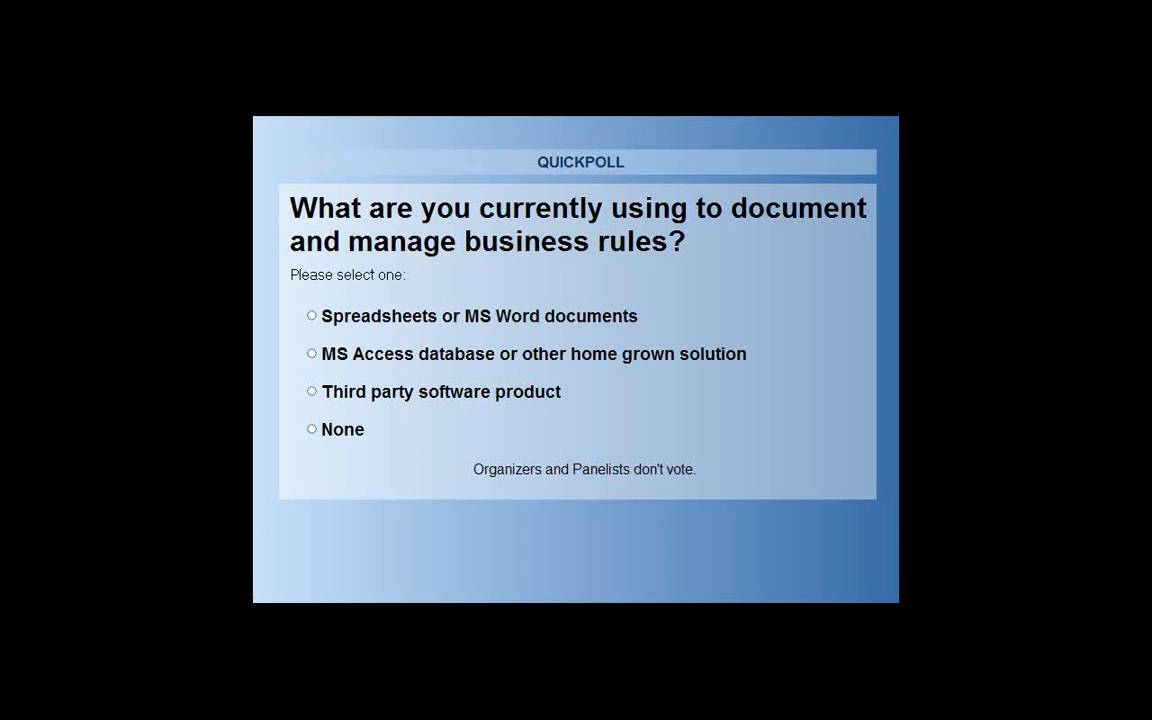 QUICKPOLL
What are you currently using to document
and manage business rules?
Please select one:
Spreadsheets or MS Word documents
MS Access database or other home grown solution
Third party software product
None
Organizers and Panelists don't vote.